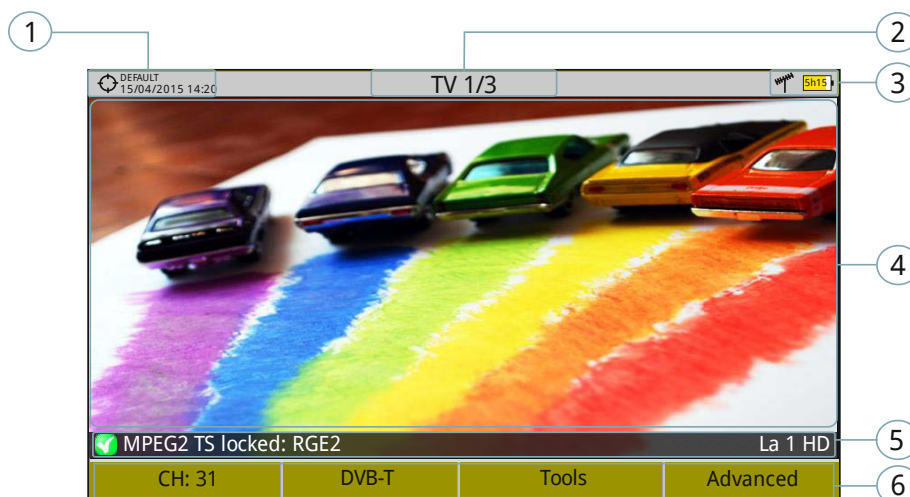 1
2
DEFAULT
15/04/2015 14:20
TV 1/3
5h15
3
4
MPEG2 TS locked: RGE2
La 1 HD
5
CH: 31
DVB-T
Tools
Advanced
6